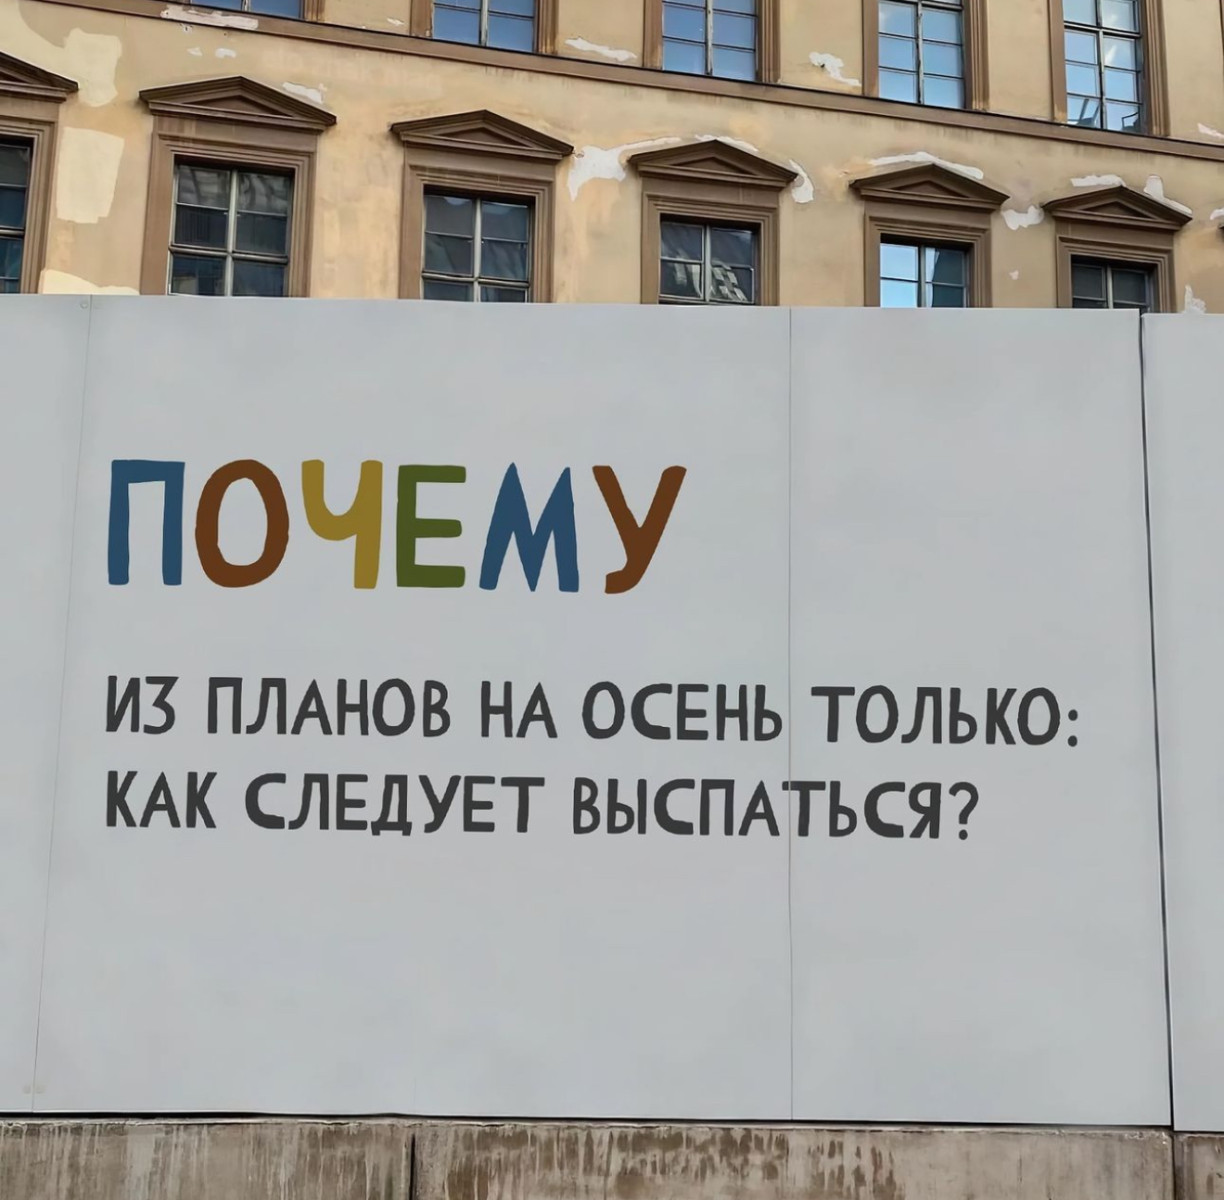 ПОЧЕМУ
ИЗ ПЛАНОВ НА ОСЕНЬ ТОЛЬКО:
КАК СЛЕДУЕТ ВЫСПАТЬСЯ?